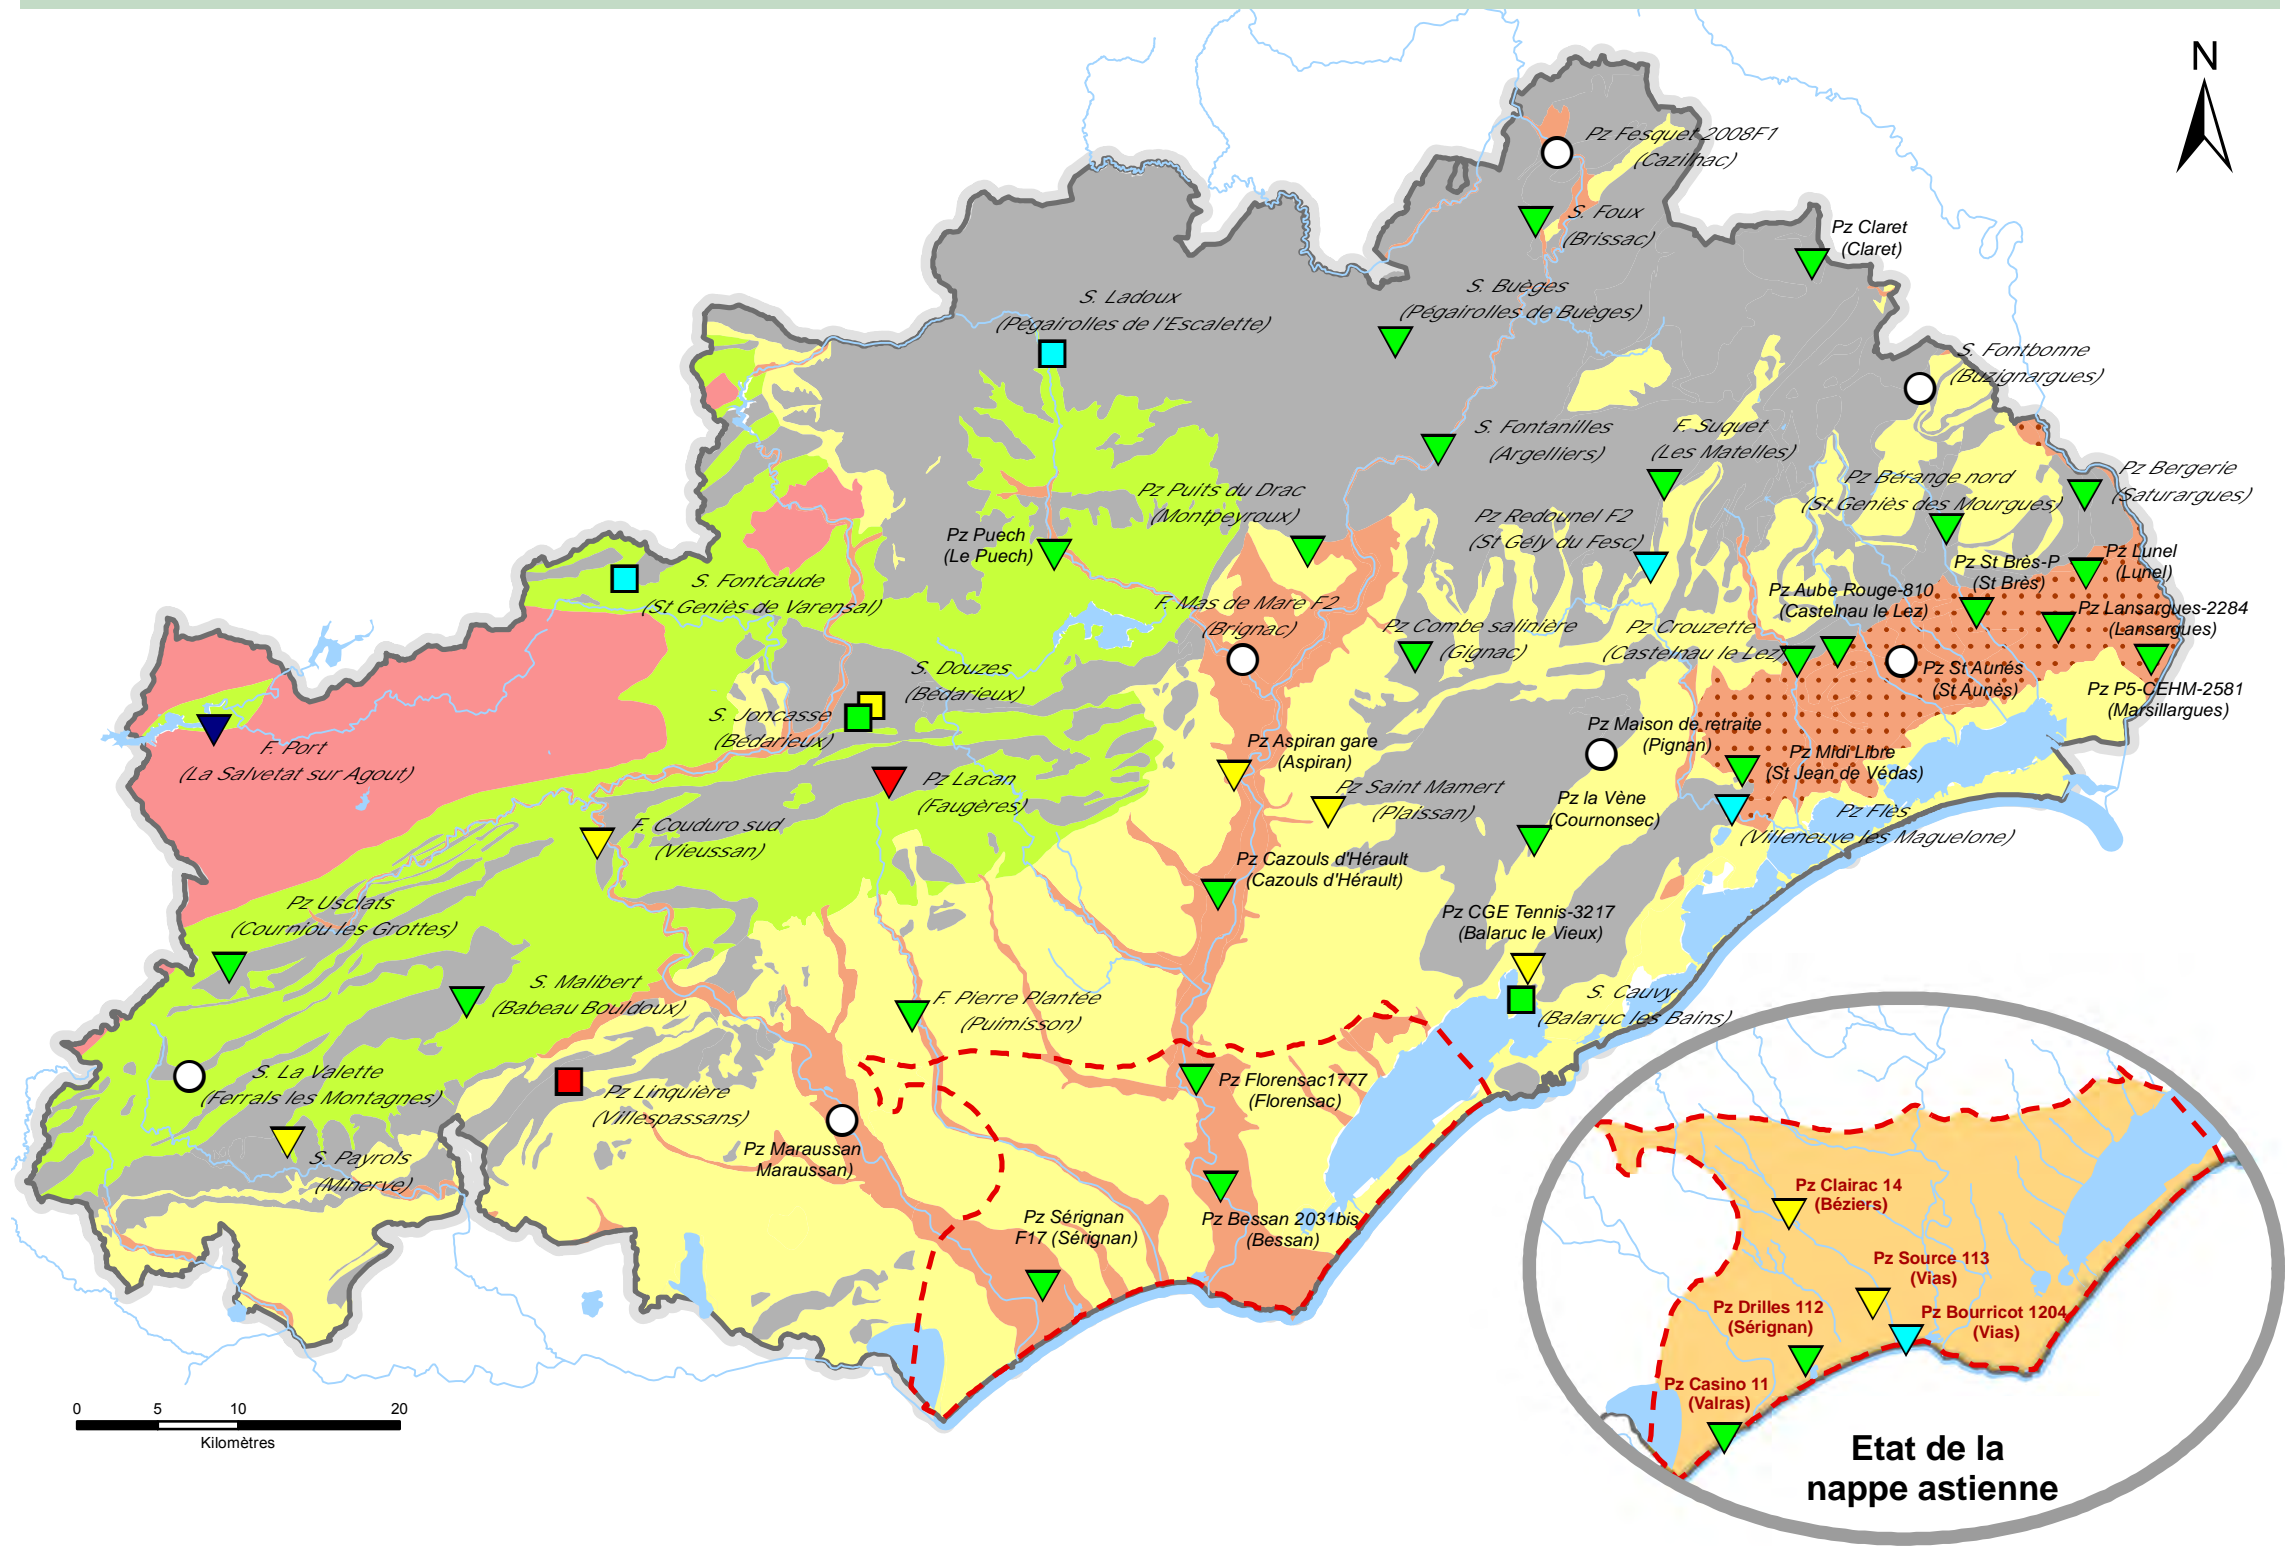 N
Pz Fesquet 2008F1
(Cazilhac)
S. Foux
(Brissac)
Pz Claret
(Claret)
S. Buèges
(Pégairolles de Buèges)
S. Ladoux
(Pégairolles de l'Escalette)
S. Fontbonne
(Buzignargues)
S. Fontanilles
(Argelliers)
F. Suquet
(Les Matelles)
Pz Bérange nord
(St Geniès des Mourgues)
Pz Bergerie
(Saturargues)
Pz Puits du Drac
(Montpeyroux)
Pz Redounel F2
(St Gély du Fesc)
Pz Puech
(Le Puech)
Pz St Brès-P
(St Brès)
Pz Lunel
(Lunel)
S. Fontcaude
(St Geniès de Varensal)
Pz Aube Rouge-810
(Castelnau le Lez)
Pz Lansargues-2284
(Lansargues)
F. Mas de Mare F2
(Brignac)
Pz Combe salinière
(Gignac)
Pz Crouzette
(Castelnau le Lez)
S. Douzes
(Bédarieux)
Pz St Aunés
(St Aunès)
Pz P5-CEHM-2581
(Marsillargues)
S. Joncasse
(Bédarieux)
Pz Maison de retraite
(Pignan)
F. Port
(La Salvetat sur Agout)
Pz Aspiran gare
(Aspiran)
Pz Midi Libre
(St Jean de Védas)
Pz Lacan
(Faugères)
Pz Saint Mamert
(Plaissan)
Pz la Vène
(Cournonsec)
Pz Flès
(Villeneuve les Maguelone)
F. Couduro sud
(Vieussan)
Pz Cazouls d'Hérault
(Cazouls d'Hérault)
Pz Usclats
(Courniou les Grottes)
Pz CGE Tennis-3217
(Balaruc le Vieux)
S. Malibert
(Babeau Bouldoux)
F. Pierre Plantée
(Puimisson)
S. Cauvy
(Balaruc les Bains)
S. La Valette
(Ferrals les Montagnes)
Pz Linquière
(Villespassans)
Pz Florensac1777
(Florensac)
Pz Maraussan
Maraussan)
S. Payrols
(Minerve)
Pz Sérignan
F17 (Sérignan)
Pz Bessan 2031bis
(Bessan)
Pz Clairac 14
(Béziers)
Pz Source 113
(Vias)
Pz Drilles 112
(Sérignan)
Pz Bourricot 1204
(Vias)
Pz Casino 11
(Valras)
0 5 10 20
Kilomètres
Etat de la
nappe astienne